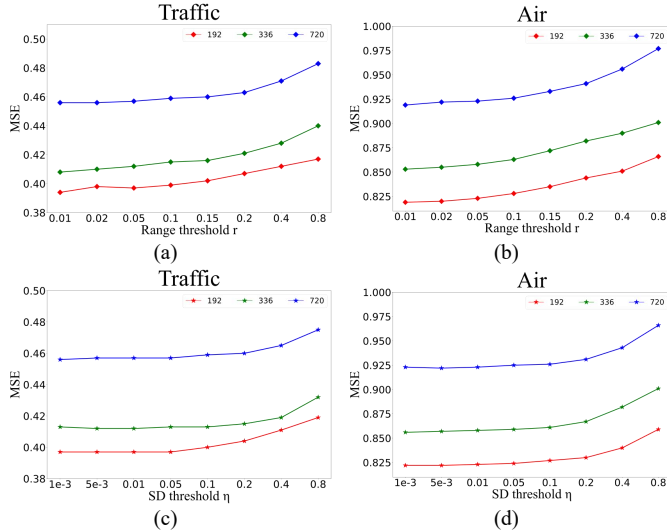 Traffic
0.50
0.48
0.46
0.44
0.42
0.40
0.38
MSE
192 336 720
0.01 0.02 0.05 0.1 0.15 0.2 0.4 0.8
Range threshold r
(a)
Air
1.000
0.975
0.950
0.925
0.900
0.875
0.850
0.825
MSE
192 336 720
0.01 0.02 0.05 0.1 0.15 0.2 0.4 0.8
Range threshold r
(b)
Traffic
0.50
0.48
0.46
0.44
0.42
0.40
0.38
MSE
192 336 720
1e-3 5e-3 0.01 0.05 0.1 0.2 0.4 0.8
SD threshold η
(c)
Air
1.000
0.975
0.950
0.925
0.900
0.875
0.850
0.825
MSE
192 336 720
1e-3 5e-3 0.01 0.05 0.1 0.2 0.4 0.8
SD threshold η
(d)